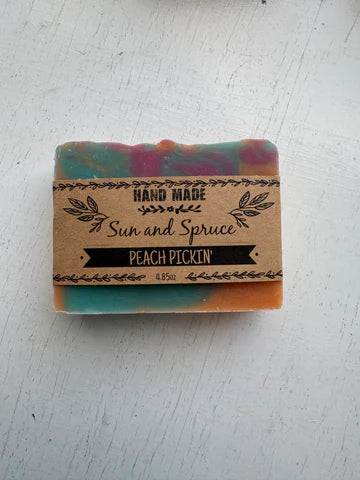 HAND MADE
Sun and Spruce
PEACH PICKIN'
4.85oz